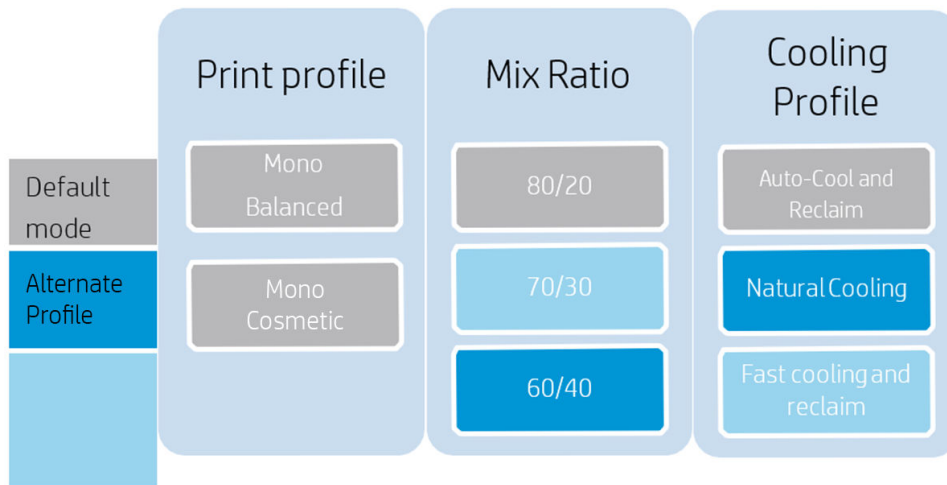 Print profile
Mono
Balanced
Mono
Cosmetic
Mix Ratio
80/20
70/30
60/40
Cooling
Profile
Auto-Cool and
Reclaim
Natural Cooling
Fast cooling and
reclaim
Default
mode
Alternate
Profile